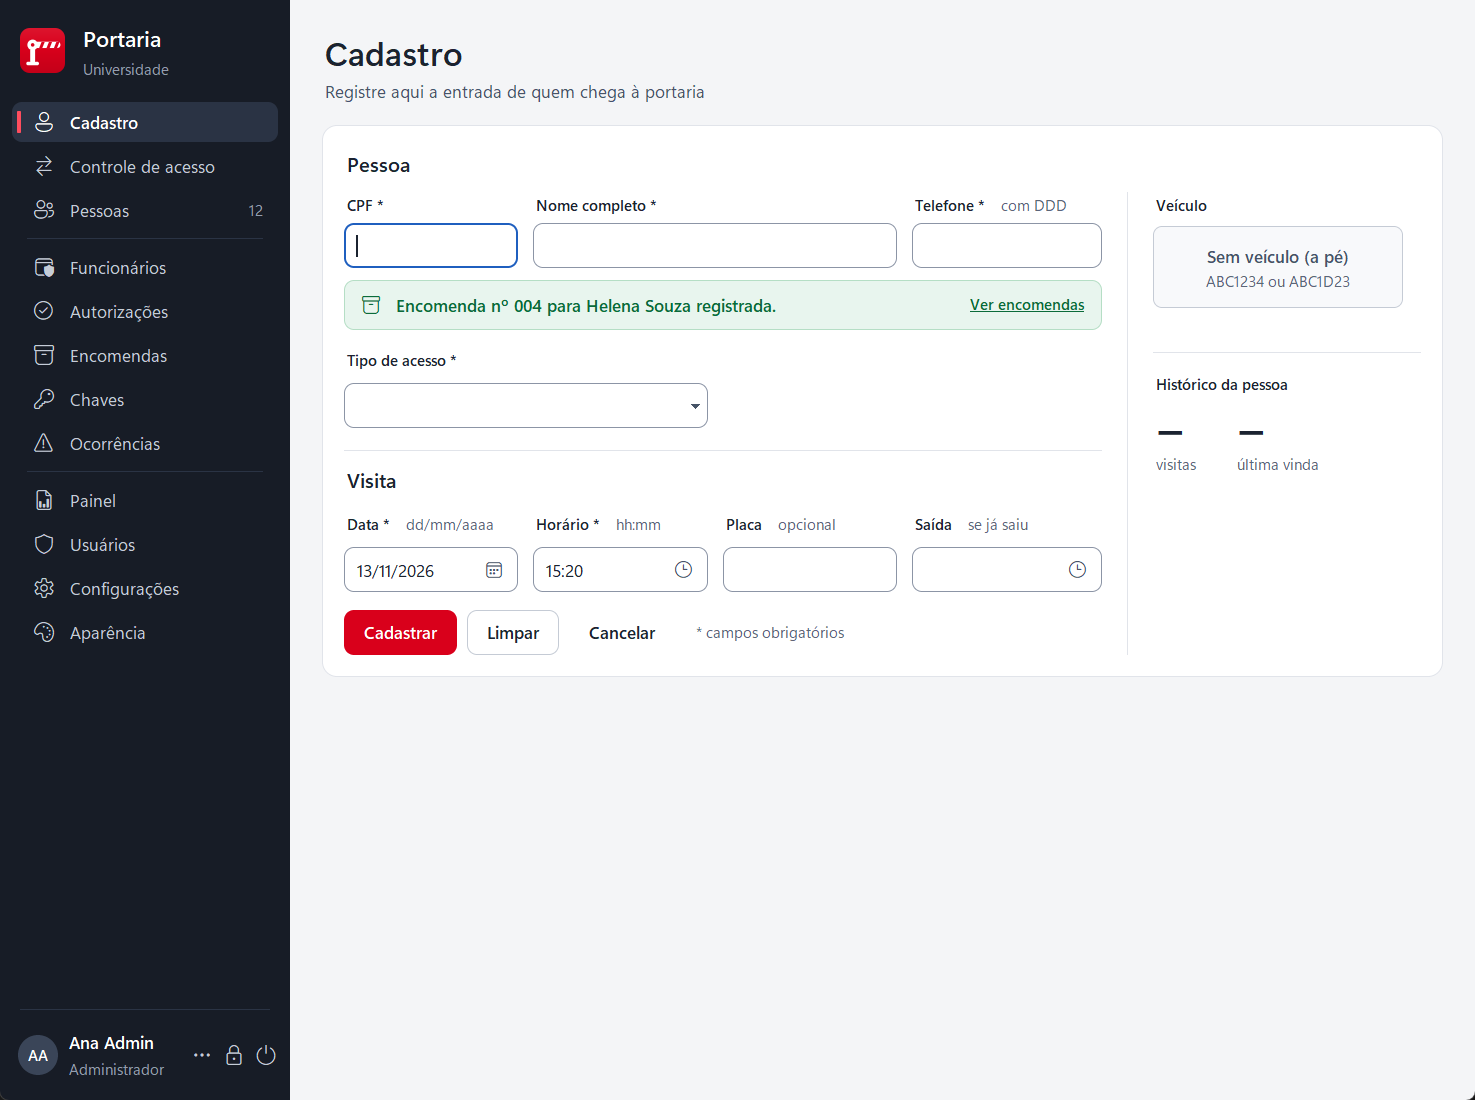 Portaria
Universidade
Cadastro
Controle de acesso
Pessoas 12
Funcionários
Autorizações
Encomendas
Chaves
Ocorrências
Painel
Usuários
Configurações
Aparência
AA
Ana Admin
Administrador
Cadastro
Registre aqui a entrada de quem chega à portaria
Pessoa
CPF * Nome completo * Telefone * com DDD
Encomenda nº 004 para Helena Souza registrada. Ver encomendas
Tipo de acesso *
Visita
Data * dd/mm/aaaa Horário * hh:mm Placa opcional Saída se já saiu
13/11/2026 15:20
Cadastrar Limpar Cancelar * campos obrigatórios
Veículo
Sem veículo (a pé)
ABC1234 ou ABC1D23
Histórico da pessoa
— —
visitas última vinda